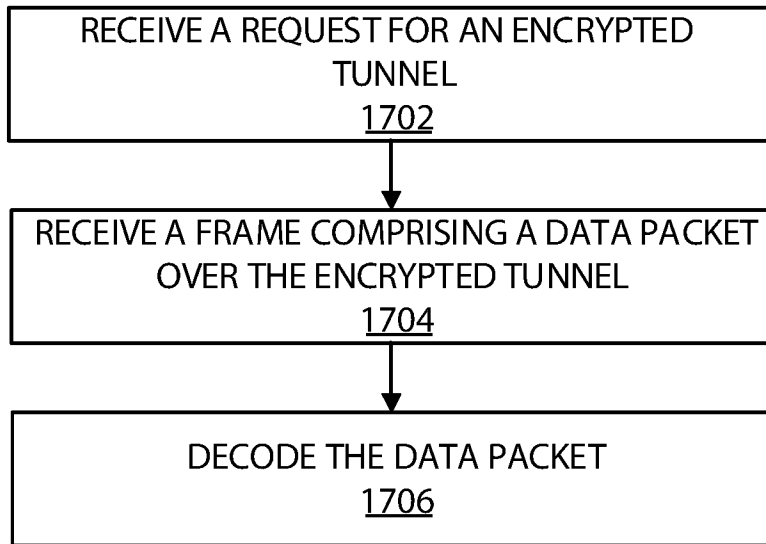 RECEIVE A REQUEST FOR AN ENCRYPTED
TUNNEL
1702
RECEIVE A FRAME COMPRISING A DATA PACKET
OVER THE ENCRYPTED TUNNEL
1704
DECODE THE DATA PACKET
1706